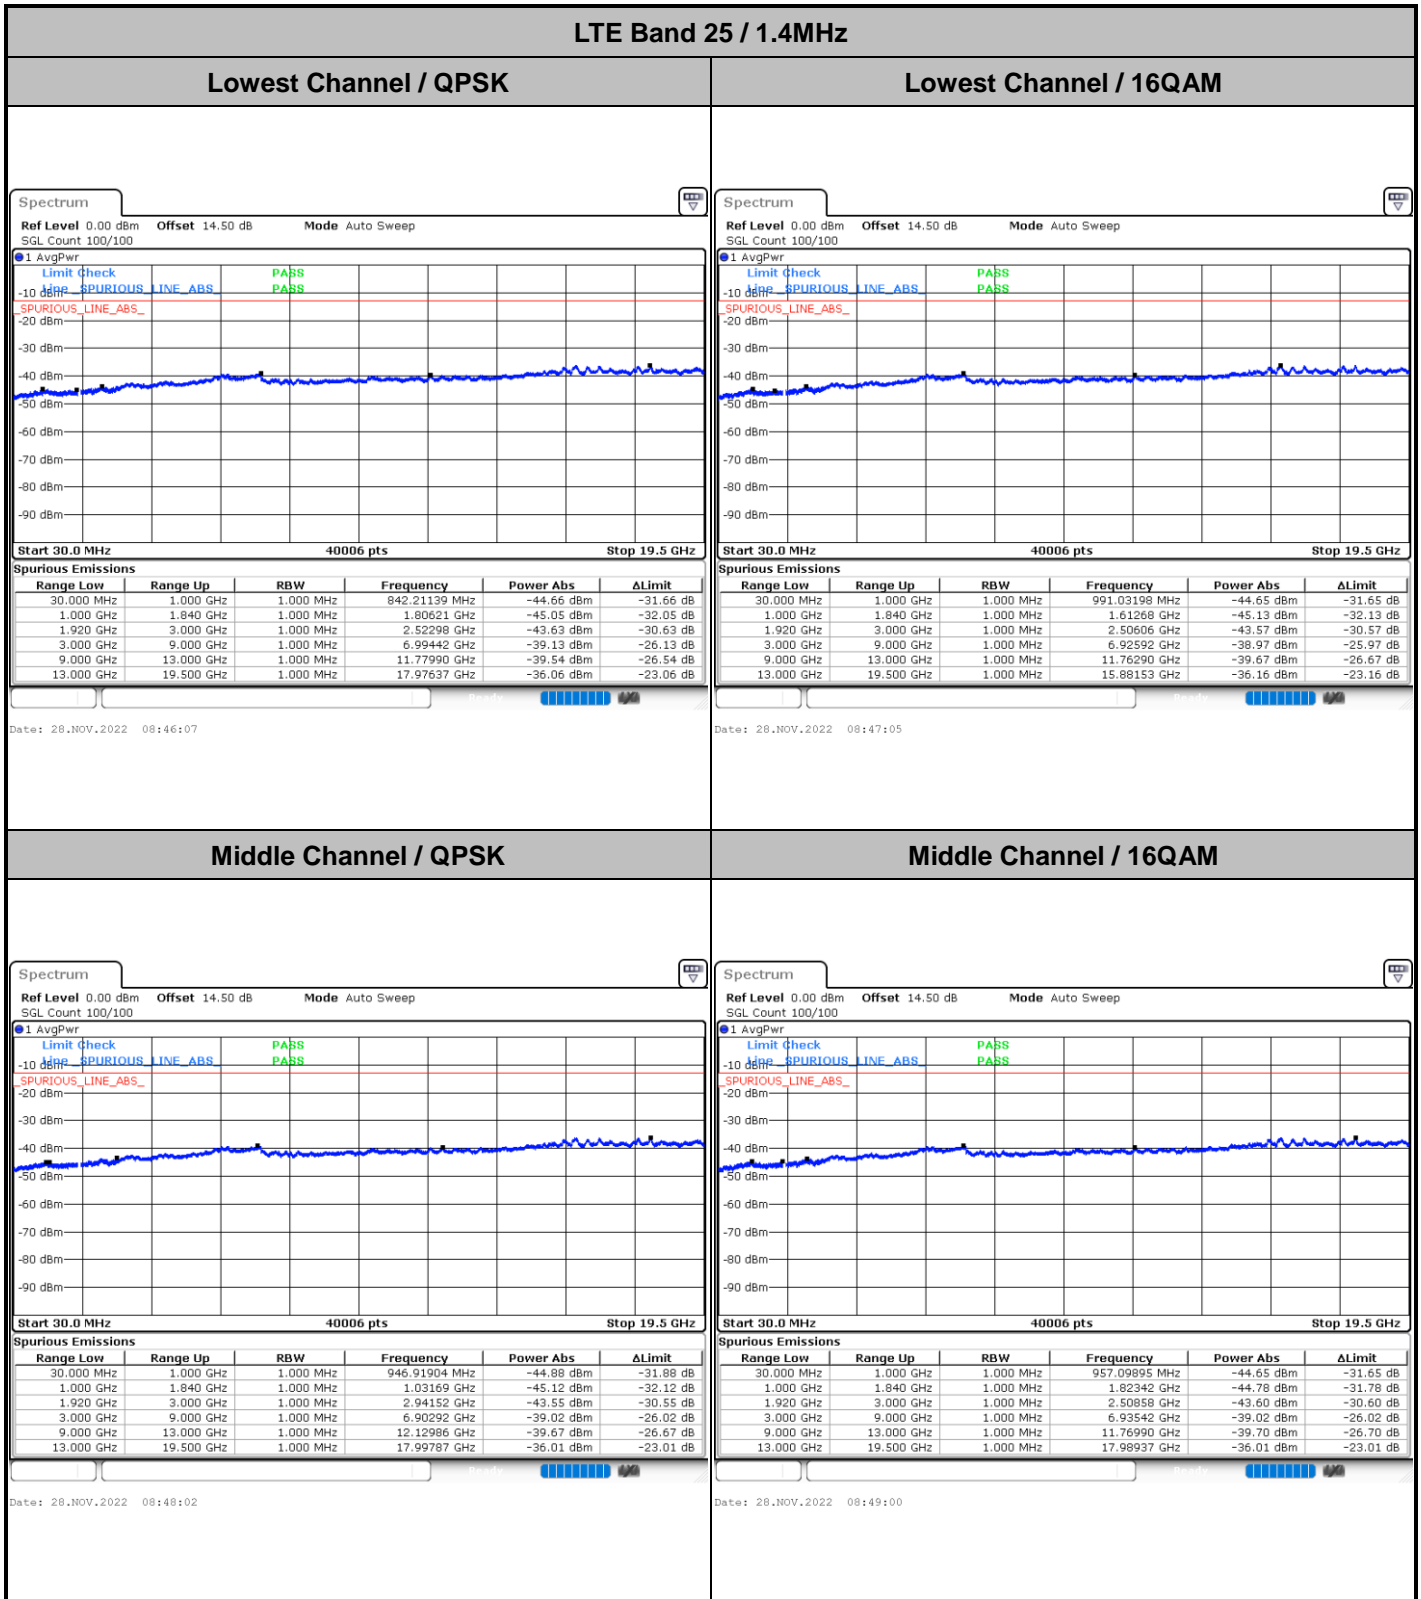 LTE Band 25 / 1.4MHz
Lowest Channel / QPSK
Lowest Channel / 16QAM
Spectrum
Ref Level 0.00 dBm Offset 14.50 dB Mode Auto Sweep
SGL Count 100/100
1 AvgPwr
Limit Check PASS
Line _SPURIOUS_LINE_ABS_ PASS
-10 dBm
_SPURIOUS_LINE_ABS_
-20 dBm
-30 dBm
-40 dBm
-50 dBm
-60 dBm
-70 dBm
-80 dBm
-90 dBm
Start 30.0 MHz 40006 pts Stop 19.5 GHz
Spurious Emissions
Range Low Range Up RBW Frequency Power Abs ΔLimit
30.000 MHz 1.000 GHz 1.000 MHz 842.21139 MHz -44.66 dBm -31.66 dB
1.000 GHz 1.840 GHz 1.000 MHz 1.80621 GHz -45.05 dBm -32.05 dB
1.920 GHz 3.000 GHz 1.000 MHz 2.52298 GHz -43.63 dBm -30.63 dB
3.000 GHz 9.000 GHz 1.000 MHz 6.99442 GHz -39.13 dBm -26.13 dB
9.000 GHz 13.000 GHz 1.000 MHz 11.77990 GHz -39.54 dBm -26.54 dB
13.000 GHz 19.500 GHz 1.000 MHz 17.97637 GHz -36.06 dBm -23.06 dB
Ready
Date: 28.NOV.2022 08:46:07
Spectrum
Ref Level 0.00 dBm Offset 14.50 dB Mode Auto Sweep
SGL Count 100/100
1 AvgPwr
Limit Check PASS
Line _SPURIOUS_LINE_ABS_ PASS
-10 dBm
_SPURIOUS_LINE_ABS_
-20 dBm
-30 dBm
-40 dBm
-50 dBm
-60 dBm
-70 dBm
-80 dBm
-90 dBm
Start 30.0 MHz 40006 pts Stop 19.5 GHz
Spurious Emissions
Range Low Range Up RBW Frequency Power Abs ΔLimit
30.000 MHz 1.000 GHz 1.000 MHz 991.03198 MHz -44.65 dBm -31.65 dB
1.000 GHz 1.840 GHz 1.000 MHz 1.61268 GHz -45.13 dBm -32.13 dB
1.920 GHz 3.000 GHz 1.000 MHz 2.50606 GHz -43.57 dBm -30.57 dB
3.000 GHz 9.000 GHz 1.000 MHz 6.92592 GHz -38.97 dBm -25.97 dB
9.000 GHz 13.000 GHz 1.000 MHz 11.76290 GHz -39.67 dBm -26.67 dB
13.000 GHz 19.500 GHz 1.000 MHz 15.88153 GHz -36.16 dBm -23.16 dB
Ready
Date: 28.NOV.2022 08:47:05
Middle Channel / QPSK
Middle Channel / 16QAM
Spectrum
Ref Level 0.00 dBm Offset 14.50 dB Mode Auto Sweep
SGL Count 100/100
1 AvgPwr
Limit Check PASS
Line _SPURIOUS_LINE_ABS_ PASS
-10 dBm
_SPURIOUS_LINE_ABS_
-20 dBm
-30 dBm
-40 dBm
-50 dBm
-60 dBm
-70 dBm
-80 dBm
-90 dBm
Start 30.0 MHz 40006 pts Stop 19.5 GHz
Spurious Emissions
Range Low Range Up RBW Frequency Power Abs ΔLimit
30.000 MHz 1.000 GHz 1.000 MHz 946.91904 MHz -44.88 dBm -31.88 dB
1.000 GHz 1.840 GHz 1.000 MHz 1.03169 GHz -45.12 dBm -32.12 dB
1.920 GHz 3.000 GHz 1.000 MHz 2.94152 GHz -43.55 dBm -30.55 dB
3.000 GHz 9.000 GHz 1.000 MHz 6.90292 GHz -39.02 dBm -26.02 dB
9.000 GHz 13.000 GHz 1.000 MHz 12.12986 GHz -39.67 dBm -26.67 dB
13.000 GHz 19.500 GHz 1.000 MHz 17.99787 GHz -36.01 dBm -23.01 dB
Ready
Date: 28.NOV.2022 08:48:02
Spectrum
Ref Level 0.00 dBm Offset 14.50 dB Mode Auto Sweep
SGL Count 100/100
1 AvgPwr
Limit Check PASS
Line _SPURIOUS_LINE_ABS_ PASS
-10 dBm
_SPURIOUS_LINE_ABS_
-20 dBm
-30 dBm
-40 dBm
-50 dBm
-60 dBm
-70 dBm
-80 dBm
-90 dBm
Start 30.0 MHz 40006 pts Stop 19.5 GHz
Spurious Emissions
Range Low Range Up RBW Frequency Power Abs ΔLimit
30.000 MHz 1.000 GHz 1.000 MHz 957.09895 MHz -44.65 dBm -31.65 dB
1.000 GHz 1.840 GHz 1.000 MHz 1.82342 GHz -44.78 dBm -31.78 dB
1.920 GHz 3.000 GHz 1.000 MHz 2.50858 GHz -43.60 dBm -30.60 dB
3.000 GHz 9.000 GHz 1.000 MHz 6.93542 GHz -39.02 dBm -26.02 dB
9.000 GHz 13.000 GHz 1.000 MHz 11.76990 GHz -39.70 dBm -26.70 dB
13.000 GHz 19.500 GHz 1.000 MHz 17.98937 GHz -36.01 dBm -23.01 dB
Ready
Date: 28.NOV.2022 08:49:00